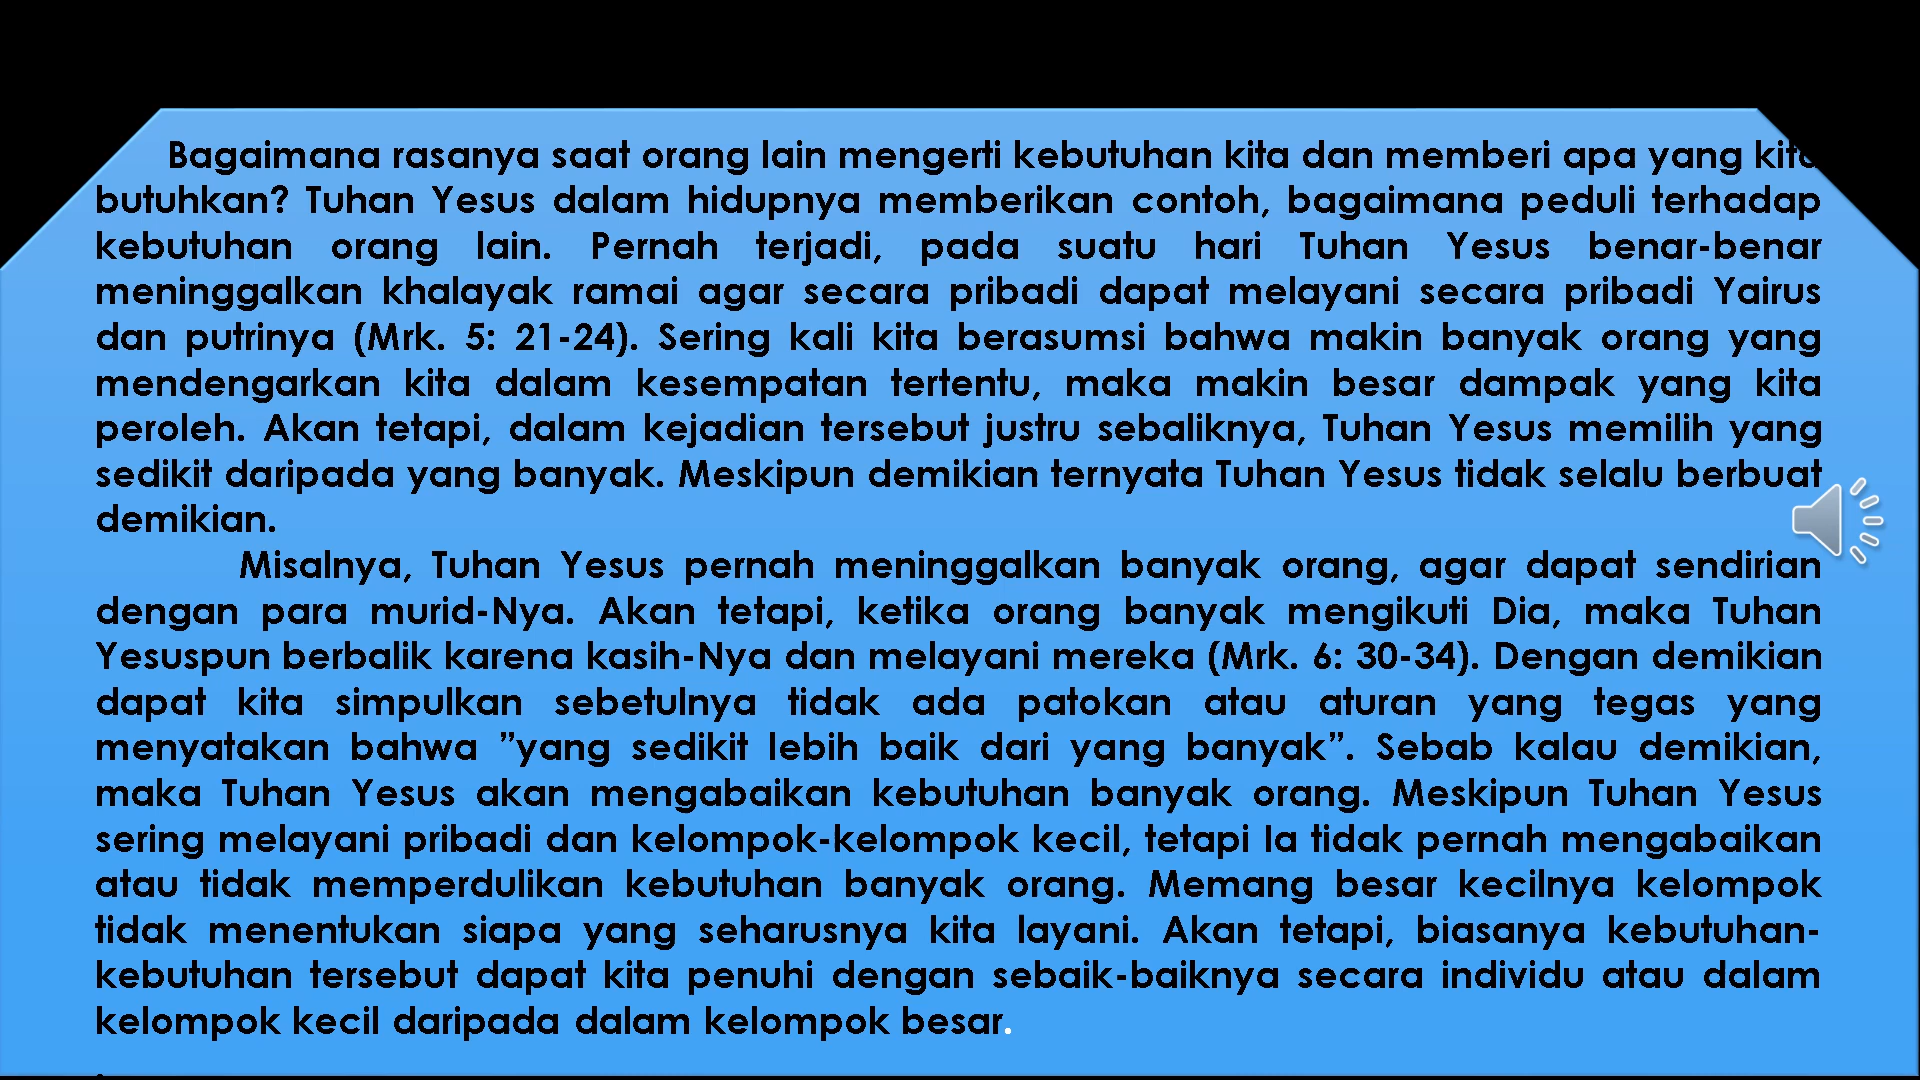 Bagaimana rasanya saat orang lain mengerti kebutuhan kita dan memberi apa yang kita
butuhkan? Tuhan Yesus dalam hidupnya memberikan contoh, bagaimana peduli terhadap
kebutuhan orang lain. Pernah terjadi, pada suatu hari Tuhan Yesus benar-benar
meninggalkan khalayak ramai agar secara pribadi dapat melayani secara pribadi Yairus
dan putrinya (Mrk. 5: 21-24). Sering kali kita berasumsi bahwa makin banyak orang yang
mendengarkan kita dalam kesempatan tertentu, maka makin besar dampak yang kita
peroleh. Akan tetapi, dalam kejadian tersebut justru sebaliknya, Tuhan Yesus memilih yang
sedikit daripada yang banyak. Meskipun demikian ternyata Tuhan Yesus tidak selalu berbuat
demikian.
Misalnya, Tuhan Yesus pernah meninggalkan banyak orang, agar dapat sendirian
dengan para murid-Nya. Akan tetapi, ketika orang banyak mengikuti Dia, maka Tuhan
Yesuspun berbalik karena kasih-Nya dan melayani mereka (Mrk. 6: 30-34). Dengan demikian
dapat kita simpulkan sebetulnya tidak ada patokan atau aturan yang tegas yang
menyatakan bahwa ”yang sedikit lebih baik dari yang banyak”. Sebab kalau demikian,
maka Tuhan Yesus akan mengabaikan kebutuhan banyak orang. Meskipun Tuhan Yesus
sering melayani pribadi dan kelompok-kelompok kecil, tetapi Ia tidak pernah mengabaikan
atau tidak memperdulikan kebutuhan banyak orang. Memang besar kecilnya kelompok
tidak menentukan siapa yang seharusnya kita layani. Akan tetapi, biasanya kebutuhan-
kebutuhan tersebut dapat kita penuhi dengan sebaik-baiknya secara individu atau dalam
kelompok kecil daripada dalam kelompok besar.
.